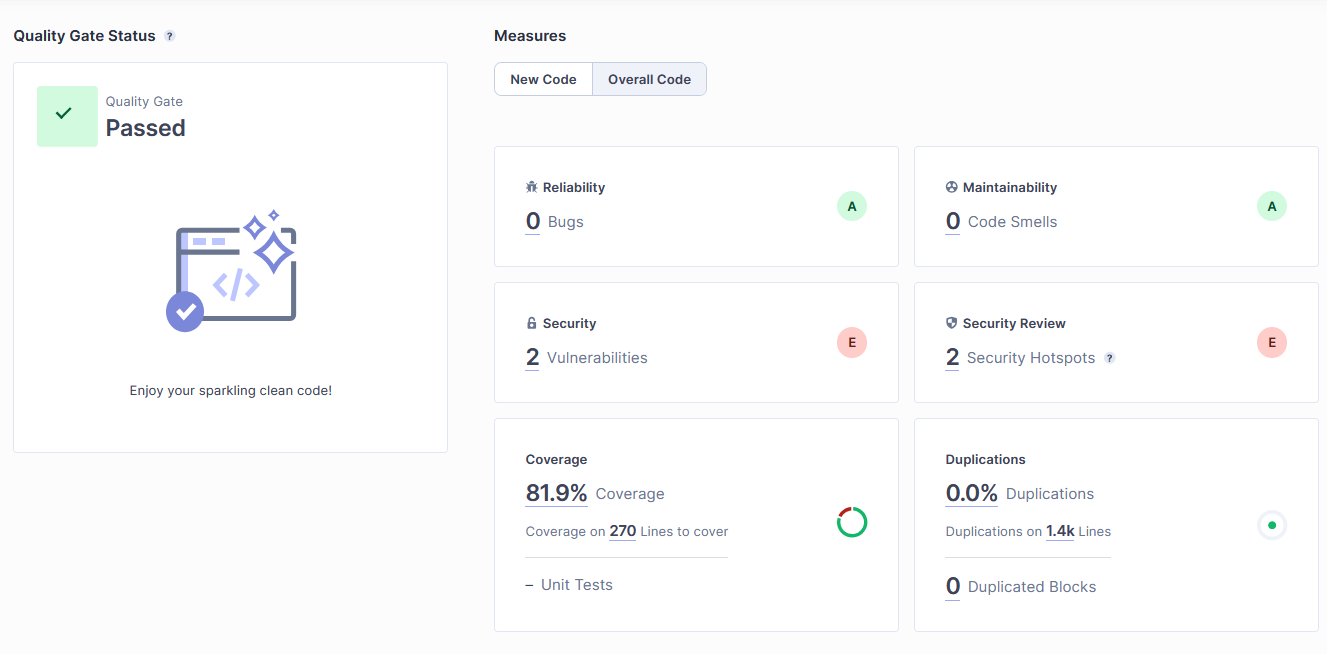 Quality Gate Status ?
Quality Gate
Passed
</>
Enjoy your sparkling clean code!
Measures
New Code Overall Code
Reliability
0 Bugs
A
Maintainability
0 Code Smells
A
Security
2 Vulnerabilities
E
Security Review
2 Security Hotspots ?
E
Coverage
81.9% Coverage
Coverage on 270 Lines to cover
– Unit Tests
Duplications
0.0% Duplications
Duplications on 1.4k Lines
0 Duplicated Blocks